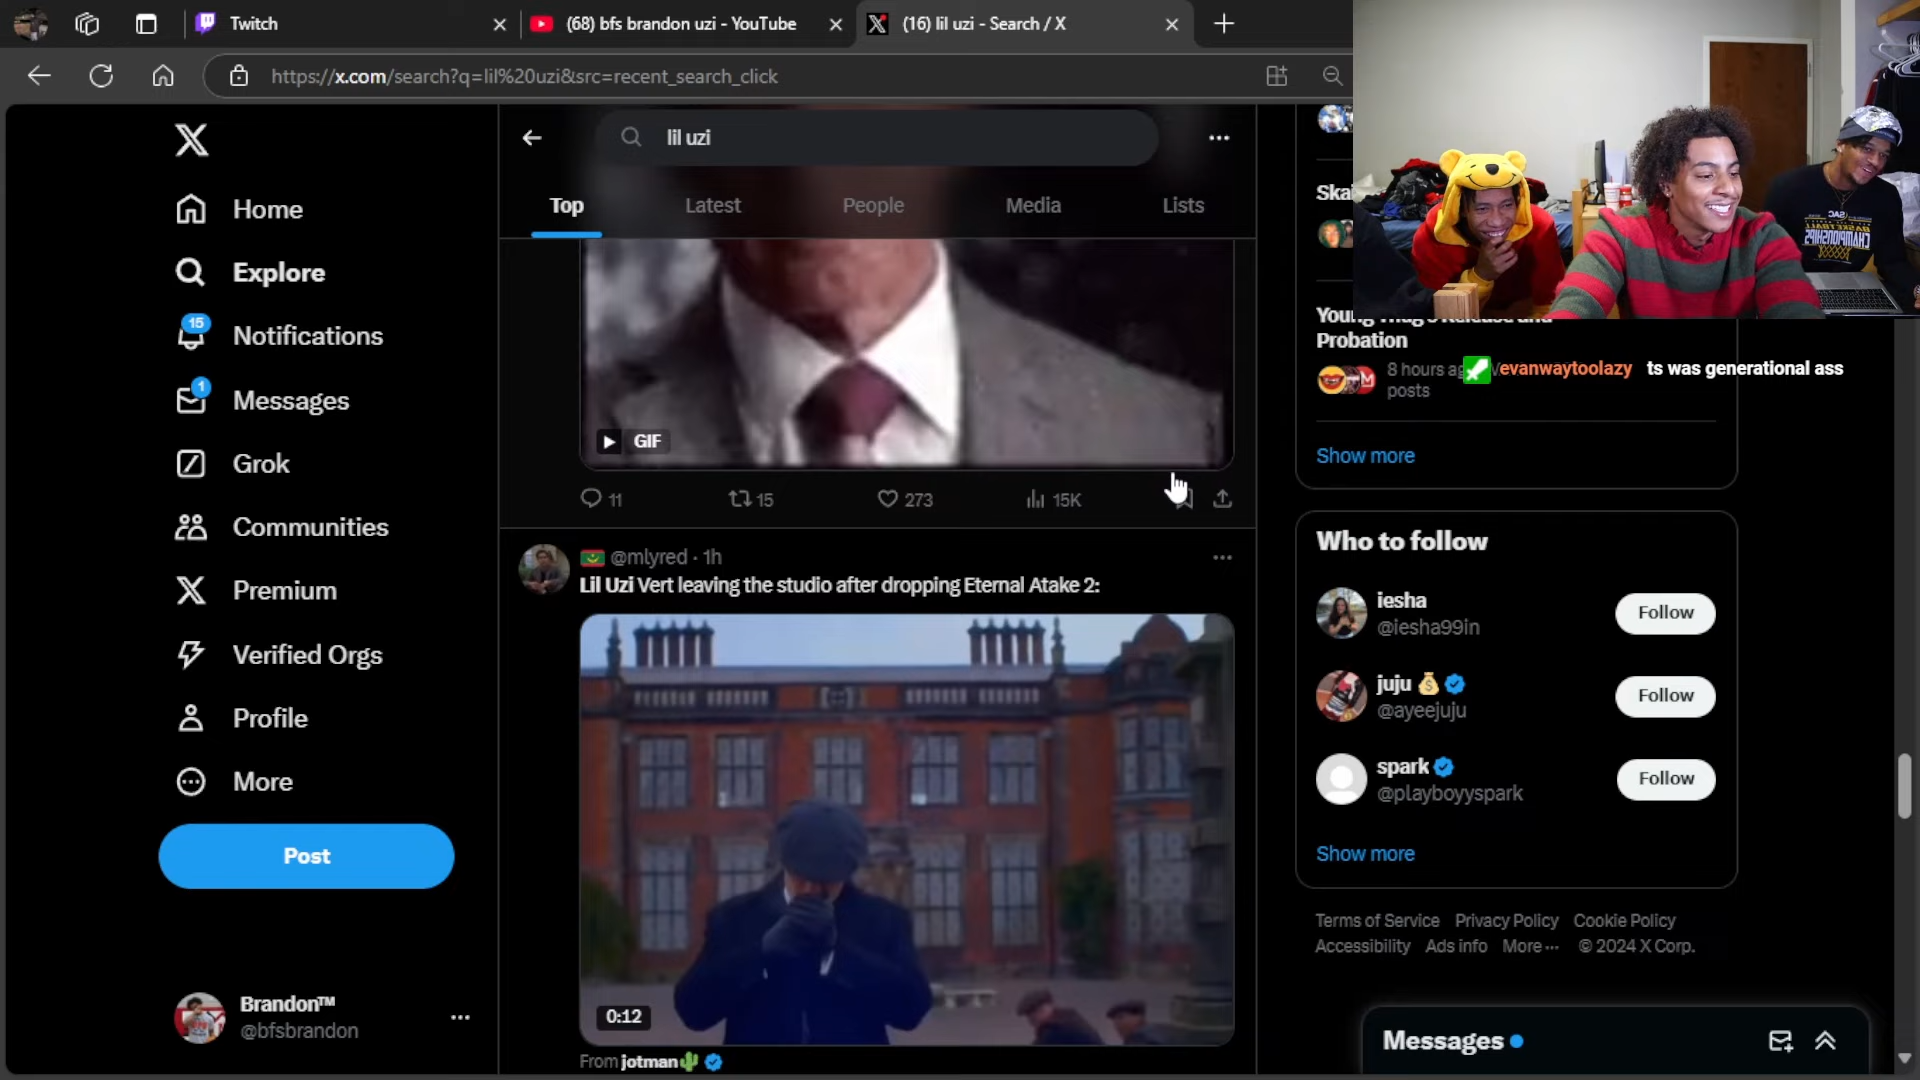 Twitch
(68) bfs brandon uzi - YouTube
(16) lil uzi - Search / X
https://x.com/search?q=lil%20uzi&src=recent_search_click
lil uzi
Top
Latest
People
Media
Lists
Home
Explore
15
Notifications
1
Messages
Grok
Communities
Premium
Verified Orgs
Profile
More
Post
Brandon™
@bfsbrandon
GIF
11
15
273
15K
@mlyred · 1h
Lil Uzi Vert leaving the studio after dropping Eternal Atake 2:
0:12
From jotman
Probation
8 hours ag
posts
evanwaytoolazy ts was generational ass
Show more
Who to follow
iesha
@iesha99in
Follow
juju
@ayeejuju
Follow
spark
@playboyyspark
Follow
Show more
Terms of Service Privacy Policy Cookie Policy
Accessibility Ads info More ··· © 2024 X Corp.
Messages